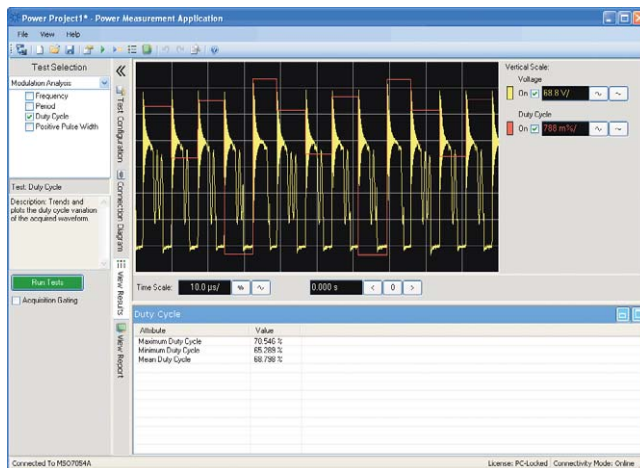 Power Project1* - Power Measurement Application
File View Help
Test Selection
Modulation Analysis
Frequency
Period
Duty Cycle
Positive Pulse Width
Test: Duty Cycle
Description: Trends and
plots the duty cycle variation
of the acquired waveform.
Run Tests
Acquisition Gating
Test Configuration
Connection Diagram
View Results
View Report
Vertical Scale:
Voltage
On 68.8 V/
Duty Cycle
On 788 m%/
Time Scale: 10.0 µs/ 0.000 s < 0 >
Duty Cycle
Attribute Value
Maximum Duty Cycle 70.546 %
Minimum Duty Cycle 65.289 %
Mean Duty Cycle 68.798 %
Connected To MSO7054A
License: PC-Locked Connectivity Mode: Online